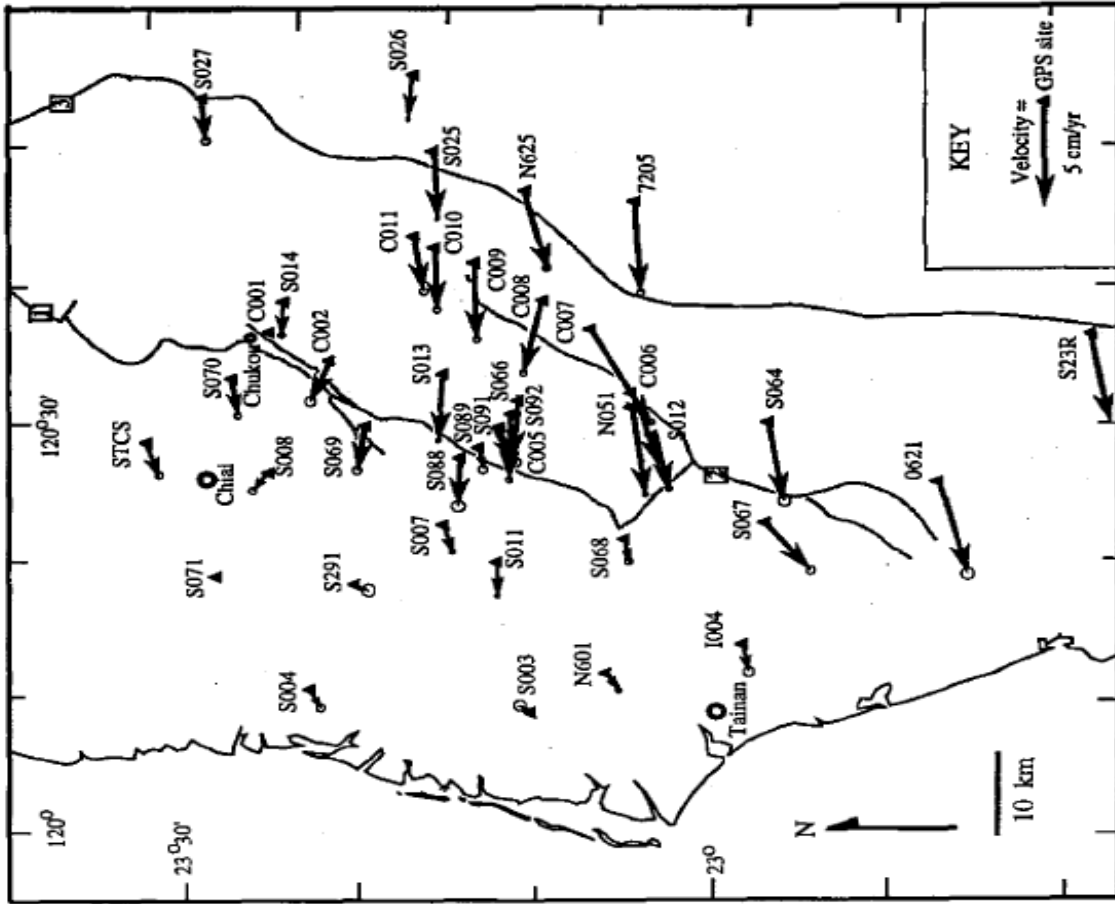 120°
23°30'
120°30'
23°
3
S027
S026
S025
N625
7205
C011
C010
C009
C008
C007
1
C001
S014
Chukou
C002
S070
STCS
S008
Chiai
S069
S013
S066
S089
S091
S092
S088
C005
C006
N051
S012
S064
2
S007
S011
S068
S067
0621
S23R
S071
S291
S004
S003
N601
I004
Tainan
N
10 km
KEY
Velocity =
GPS site
5 cm/yr